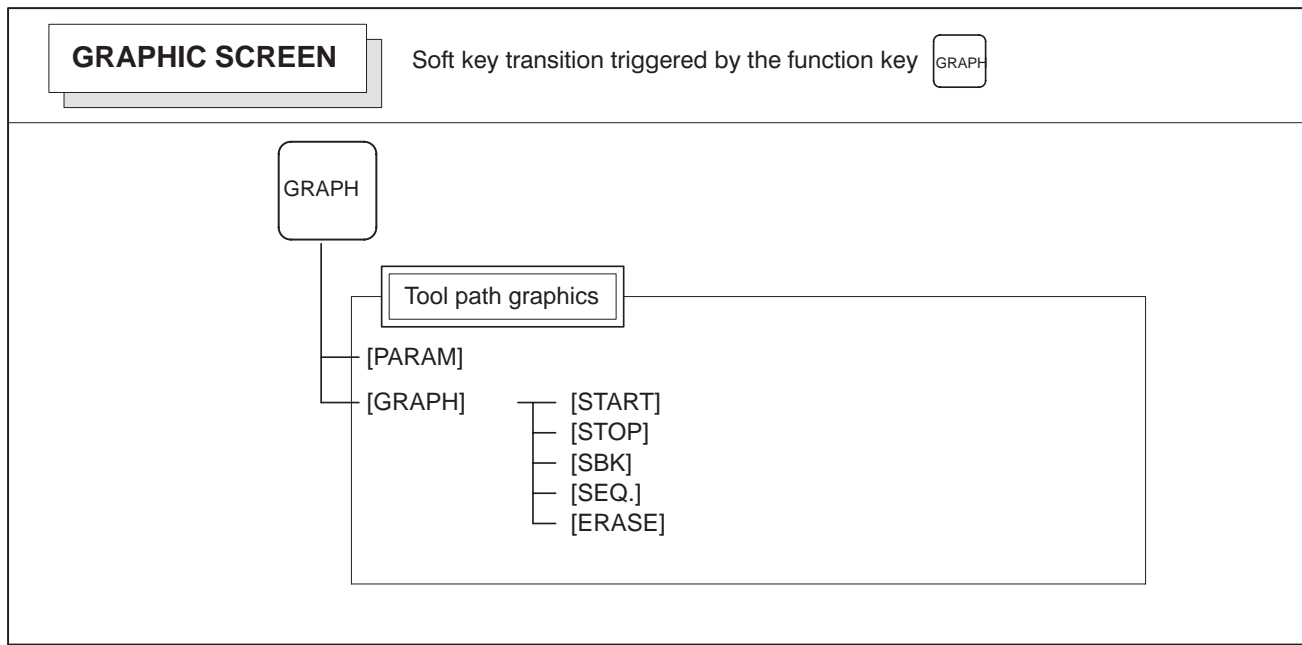 GRAPHIC SCREEN
Soft key transition triggered by the function key GRAPH
GRAPH
Tool path graphics
[PARAM]
[GRAPH] [START]
[STOP]
[SBK]
[SEQ.]
[ERASE]